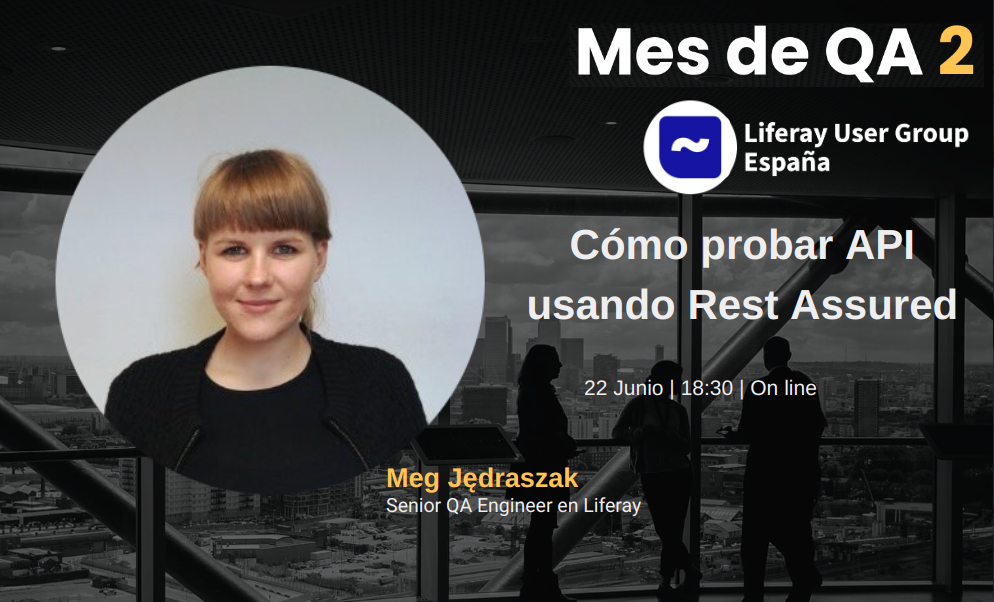 Mes de QA 2
Liferay User Group
España
Cómo probar API
usando Rest Assured
22 Junio | 18:30 | On line
Meg Jędraszak
Senior QA Engineer en Liferay